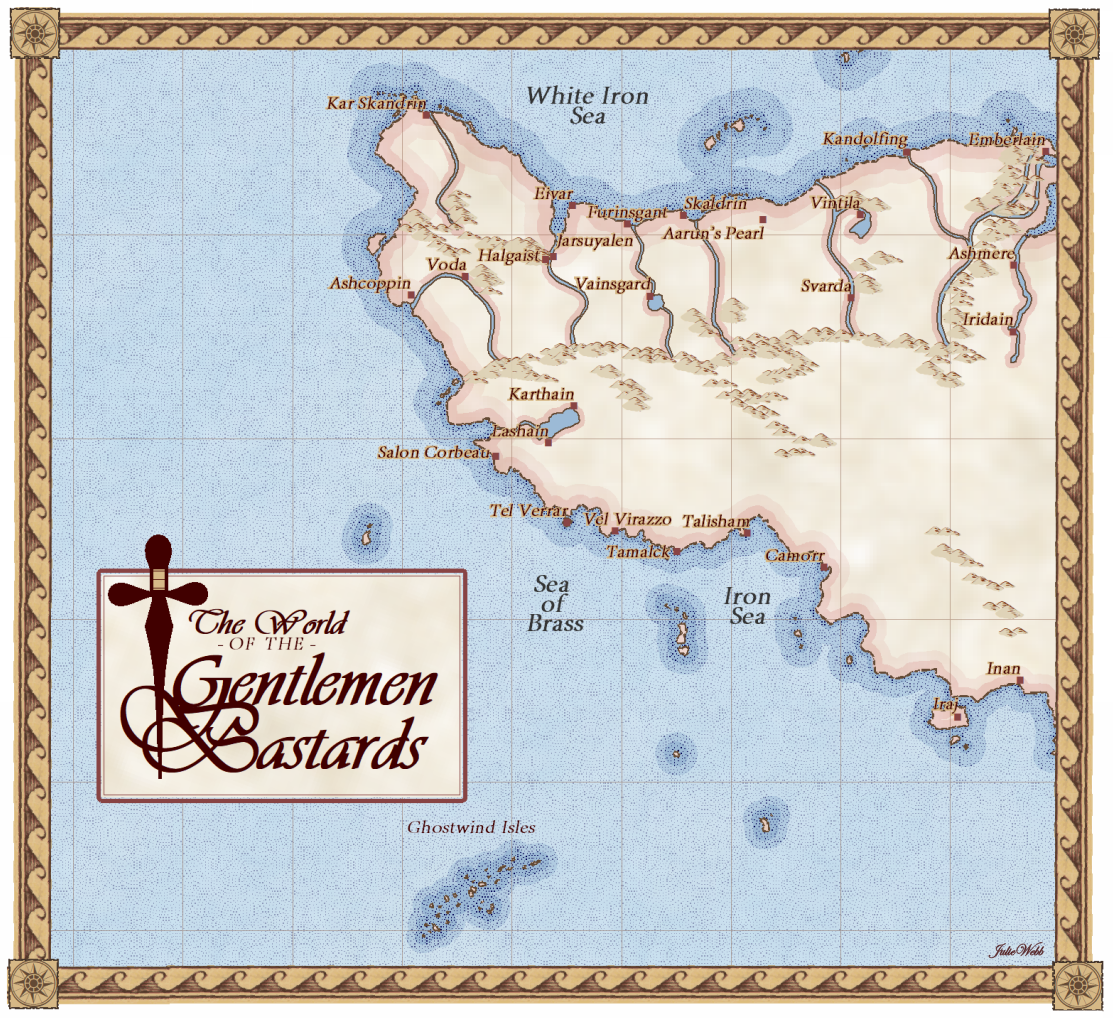 White Iron
Sea
Kar Skandrin
Kandolfing
Emberlain
Eivar
Furinsgant
Skaldrin
Vintila
Jarsuyalen
Aarun's Pearl
Halgaist
Ashmere
Voda
Ashcoppin
Vainsgard
Svarda
Iridain
Karthain
Lashain
Salon Corbeau
Tel Verrar
Vel Virazzo
Talisham
Tamalek
Camorr
Sea
of
Brass
Iron
Sea
The World
- OF THE -
Gentlemen
Bastards
Inan
Iraj
Ghostwind Isles
Julie Webb